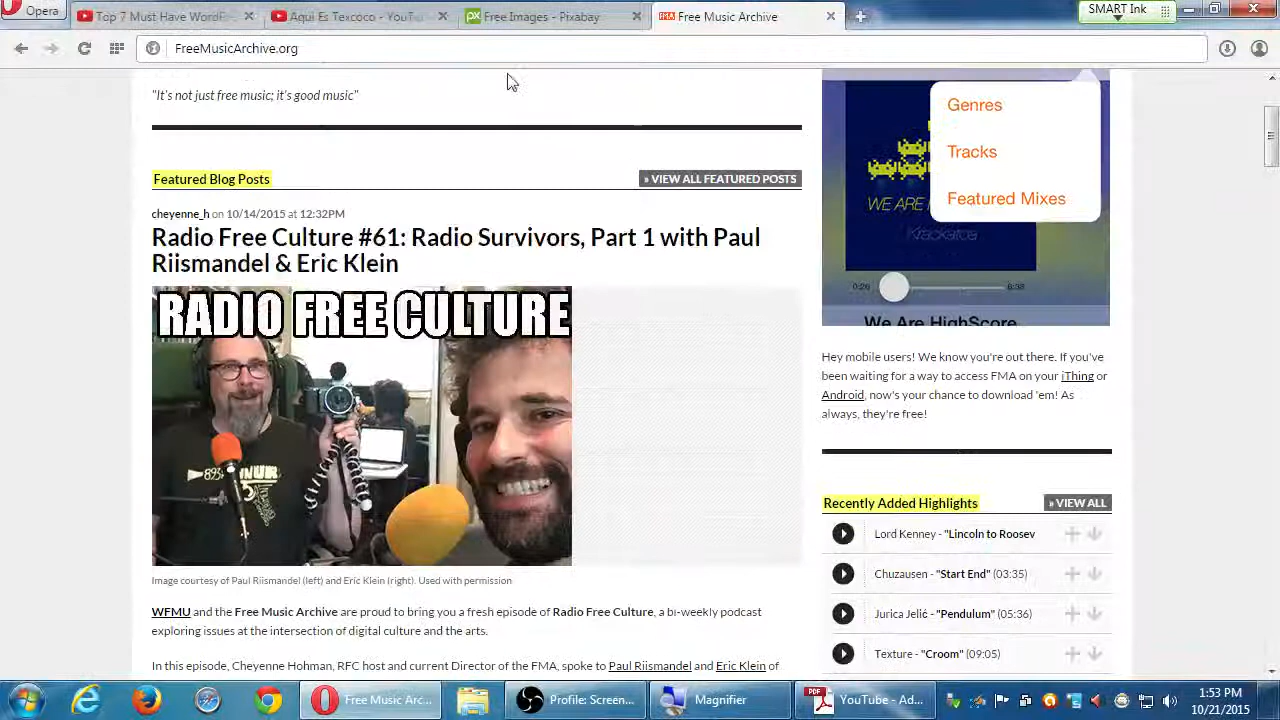 Opera
Top 7 Must Have WordP
Aquí Es Texcoco - YouTu
Free Images - Pixabay
Free Music Archive
SMART Ink
FreeMusicArchive.org
"It's not just free music; it's good music"
Genres
Tracks
Featured Mixes
WE ARE
Krackatoa
0:26
6:38
We Are HighScore
Featured Blog Posts
» VIEW ALL FEATURED POSTS
cheyenne_h on 10/14/2015 at 12:32PM
Radio Free Culture #61: Radio Survivors, Part 1 with Paul
Riismandel & Eric Klein
RADIO FREE CULTURE
Image courtesy of Paul Riismandel (left) and Eric Klein (right). Used with permission
WFMU and the Free Music Archive are proud to bring you a fresh episode of Radio Free Culture, a bi-weekly podcast
exploring issues at the intersection of digital culture and the arts.
In this episode, Cheyenne Hohman, RFC host and current Director of the FMA, spoke to Paul Riismandel and Eric Klein of
Hey mobile users! We know you're out there. If you've
been waiting for a way to access FMA on your iThing or
Android, now's your chance to download 'em! As
always, they're free!
Recently Added Highlights
» VIEW ALL
Lord Kenney - "Lincoln to Roosev
Chuzausen - "Start End" (03:35)
Jurica Jelić - "Pendulum" (05:36)
Texture - "Croom" (09:05)
Free Music Arc...
Profile: Screen...
Magnifier
YouTube - Ad...
1:53 PM
10/21/2015